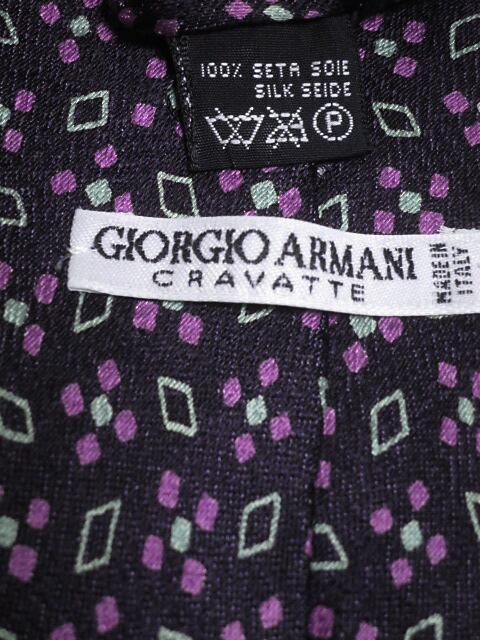 100% SETA SOIE
SILK SEIDE
P
GIORGIO ARMANI
CRAVATTE
MADE IN
ITALY